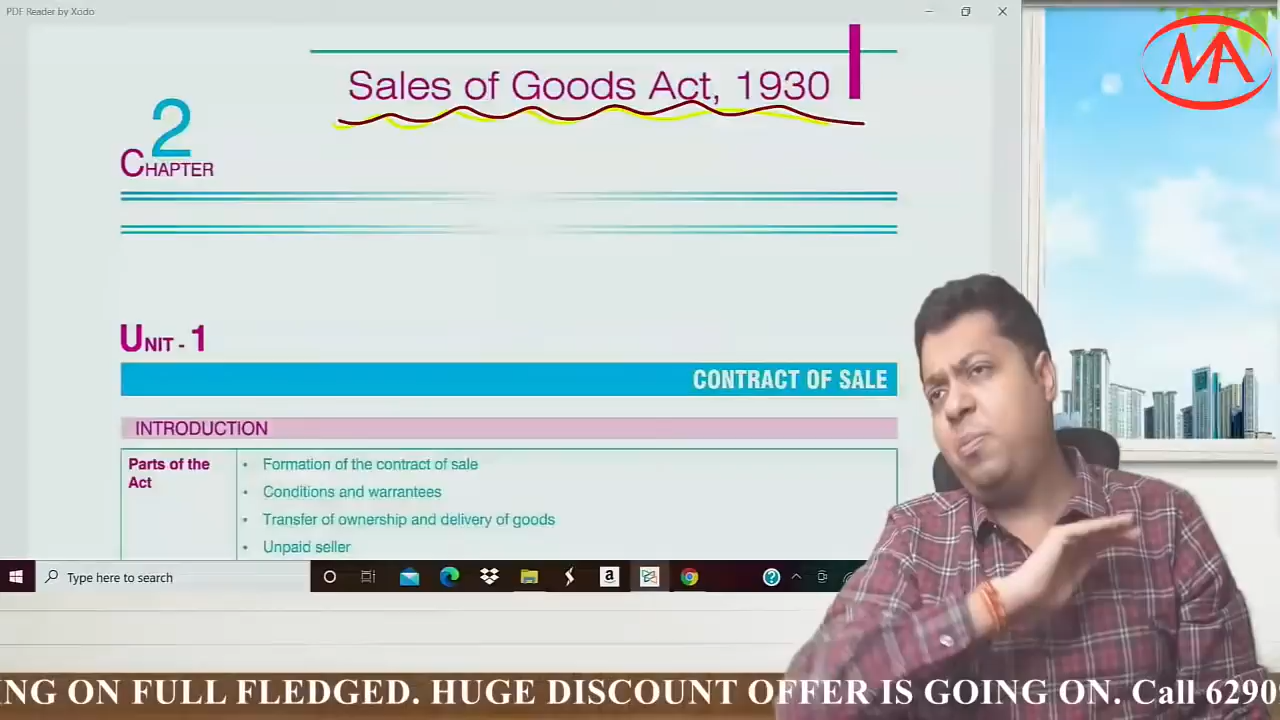 PDF Reader by Xodo
MA
Sales of Goods Act, 1930
2
CHAPTER
UNIT - 1
CONTRACT OF SALE
INTRODUCTION
Parts of the
Act
• Formation of the contract of sale
• Conditions and warrantees
• Transfer of ownership and delivery of goods
• Unpaid seller
Type here to search
a
?
NG ON FULL FLEDGED. HUGE DISCOUNT OFFER IS GOING ON. Call 6290